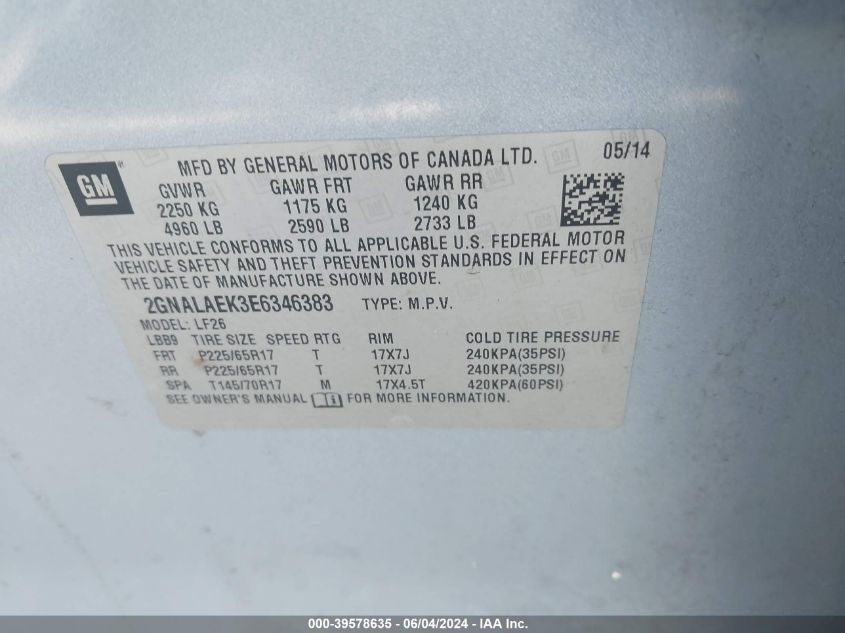 GM
MFD BY GENERAL MOTORS OF CANADA LTD. 05/14
GVWR GAWR FRT GAWR RR
2250 KG 1175 KG 1240 KG
4960 LB 2590 LB 2733 LB
THIS VEHICLE CONFORMS TO ALL APPLICABLE U.S. FEDERAL MOTOR
VEHICLE SAFETY AND THEFT PREVENTION STANDARDS IN EFFECT ON
THE DATE OF MANUFACTURE SHOWN ABOVE.
2GNALAEK3E6346383 TYPE: M.P.V.
MODEL: LF26
LBB9 TIRE SIZE SPEED RTG RIM COLD TIRE PRESSURE
FRT P225/65R17 T 17X7J 240KPA(35PSI)
RR P225/65R17 T 17X7J 240KPA(35PSI)
SPA T145/70R17 M 17X4.5T 420KPA(60PSI)
SEE OWNER'S MANUAL i FOR MORE INFORMATION.
000-39578635 - 06/04/2024 - IAA Inc.